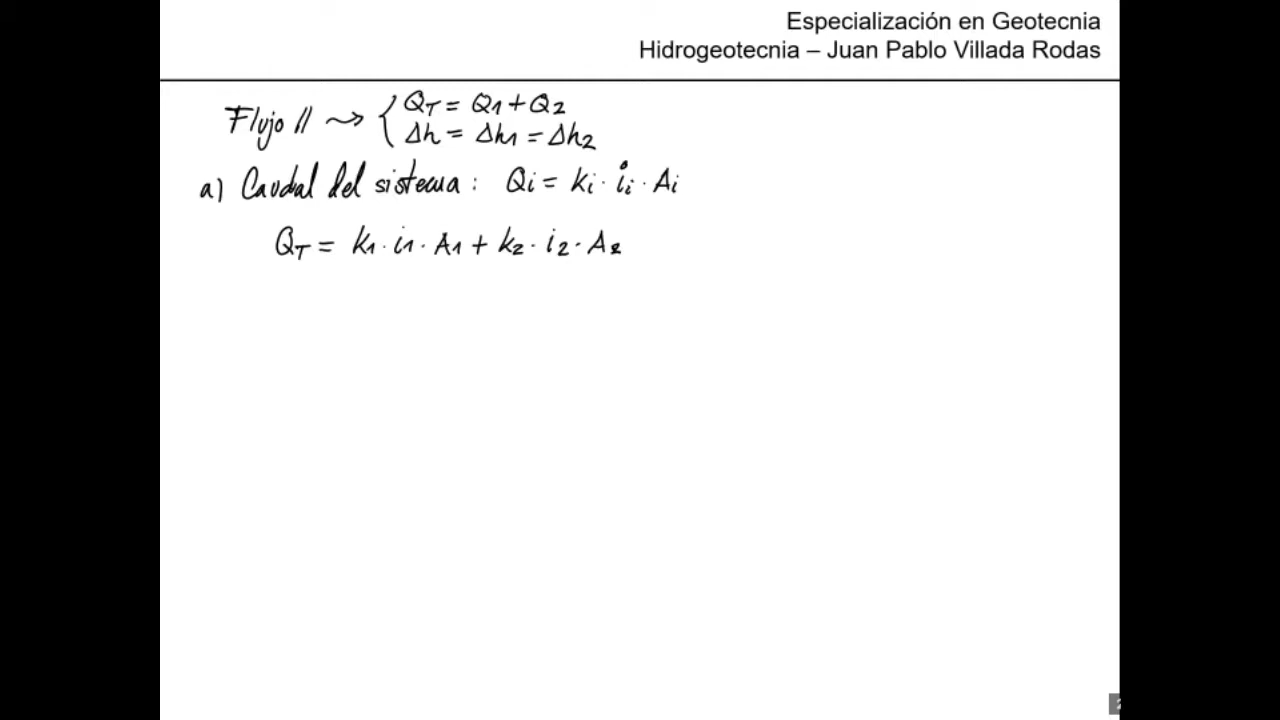 Especialización en Geotecnia
Hidrogeotecnia – Juan Pablo Villada Rodas
Flujo // ⇝ { QT = Q1 + Q2
Δh = Δh1 = Δh2
a) Caudal del sistema : Qi = ki · ii · Ai
QT = k1 · i1 · A1 + k2 · i2 · A2